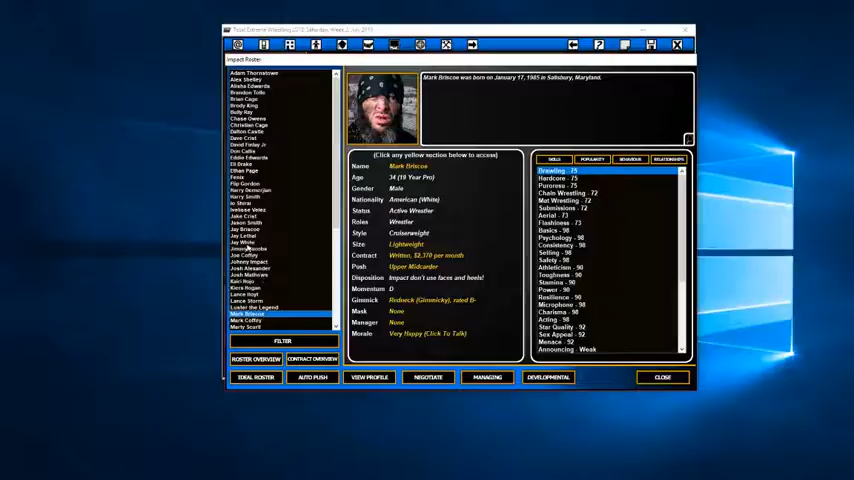 Total Extreme Wrestling 2016 Saturday, Week 2, July 2019
Impact Roster
Adam Thornstowe
Alex Shelley
Alisha Edwards
Brandon Tolle
Brian Cage
Brody King
Bully Ray
Chase Owens
Christian Cage
Dalton Castle
Dave Crist
David Finlay Jr
Don Callis
Eddie Edwards
Eli Drake
Ethan Page
Fenix
Flip Gordon
Harry Demerjian
Harry Smith
Io Shirai
Ivelisse Velez
Jake Crist
Jason Smith
Jay Briscoe
Jay Lethal
Jay White
Jimmy Jacobs
Joe Coffey
Johnny Impact
Josh Alexander
Josh Mathews
Kairi Hojo
Kiera Hogan
Lance Hoyt
Lance Storm
Luster the Legend
Mark Briscoe
Mark Coffey
Marty Scurll
FILTER
ROSTER OVERVIEW
CONTRACT OVERVIEW
Mark Briscoe was born on January 17, 1985 in Salisbury, Maryland.
(Click any yellow section below to access)
Name Mark Briscoe
Age 34 (19 Year Pro)
Gender Male
Nationality American (White)
Status Active Wrestler
Roles Wrestler
Style Cruiserweight
Size Lightweight
Contract Written, $2,370 per month
Push Upper Midcarder
Disposition Impact don't use faces and heels!
Momentum D
Gimmick Redneck (Gimmicky), rated B-
Mask None
Manager None
Morale Very Happy (Click To Talk)
SKILLS
POPULARITY
BEHAVIOUR
RELATIONSHIPS
Brawling - 75
Hardcore - 75
Puroresu - 75
Chain Wrestling - 72
Mat Wrestling - 72
Submissions - 72
Aerial - 73
Flashiness - 73
Basics - 98
Psychology - 98
Consistency - 98
Selling - 98
Safety - 98
Athleticism - 90
Toughness - 90
Stamina - 90
Power - 90
Resilience - 90
Microphone - 98
Charisma - 98
Acting - 98
Star Quality - 92
Sex Appeal - 92
Menace - 92
Announcing - Weak
IDEAL ROSTER
AUTO PUSH
VIEW PROFILE
NEGOTIATE
MANAGING
DEVELOPMENTAL
CLOSE